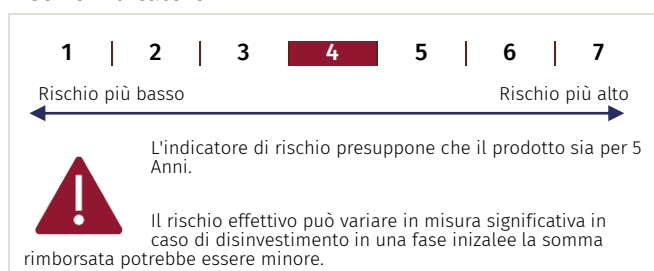 1 | 2 | 3 | 4 | 5 | 6 | 7
Rischio più basso Rischio più alto
L'indicatore di rischio presuppone che il prodotto sia per 5
Anni.
Il rischio effettivo può variare in misura significativa in
caso di disinvestimento in una fase inizalee la somma
rimborsata potrebbe essere minore.